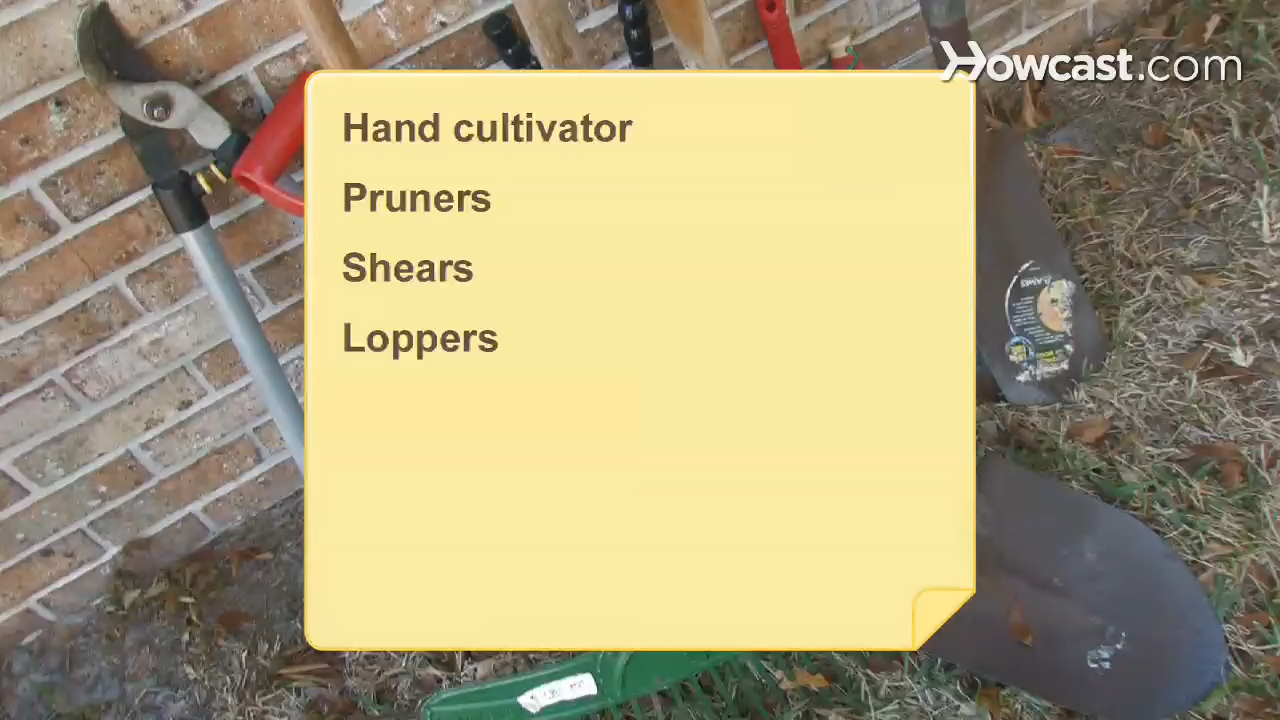 Howcast.com
Hand cultivator
Pruners
Shears
Loppers